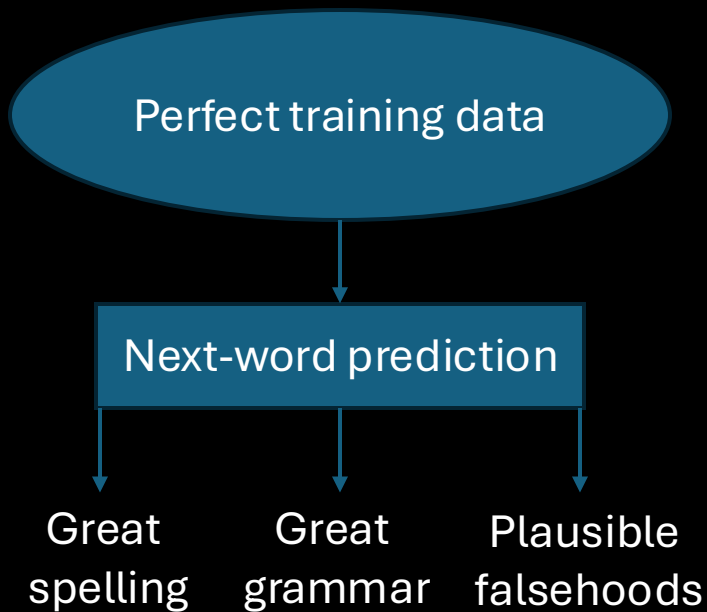 Perfect training data
Next-word prediction
Great
spelling
Great
grammar
Plausible
falsehoods